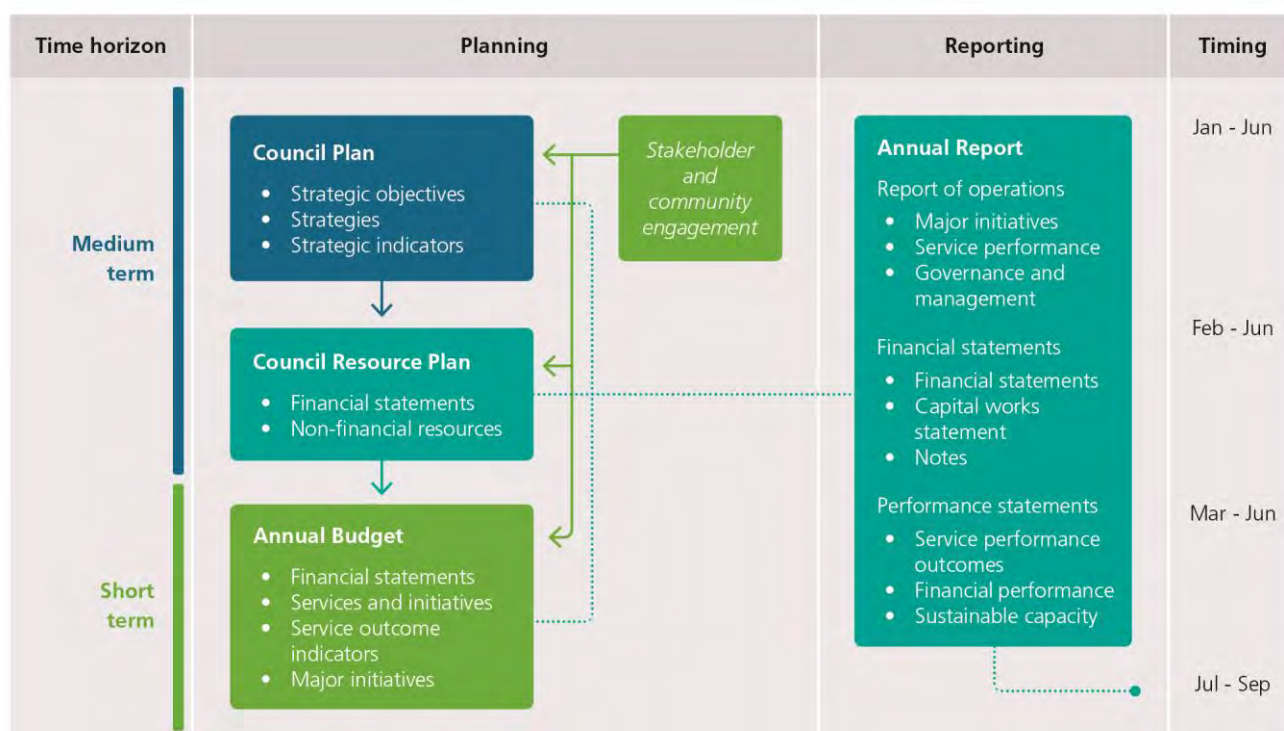 Time horizon
Planning
Reporting
Timing
Medium
term
Short
term
Council Plan
• Strategic objectives
• Strategies
• Strategic indicators
Stakeholder
and
community
engagement
Council Resource Plan
• Financial statements
• Non-financial resources
Annual Budget
• Financial statements
• Services and initiatives
• Service outcome
indicators
• Major initiatives
Annual Report
Report of operations
• Major initiatives
• Service performance
• Governance and
management
Financial statements
• Financial statements
• Capital works
statement
• Notes
Performance statements
• Service performance
outcomes
• Financial performance
• Sustainable capacity
Jan - Jun
Feb - Jun
Mar - Jun
Jul - Sep